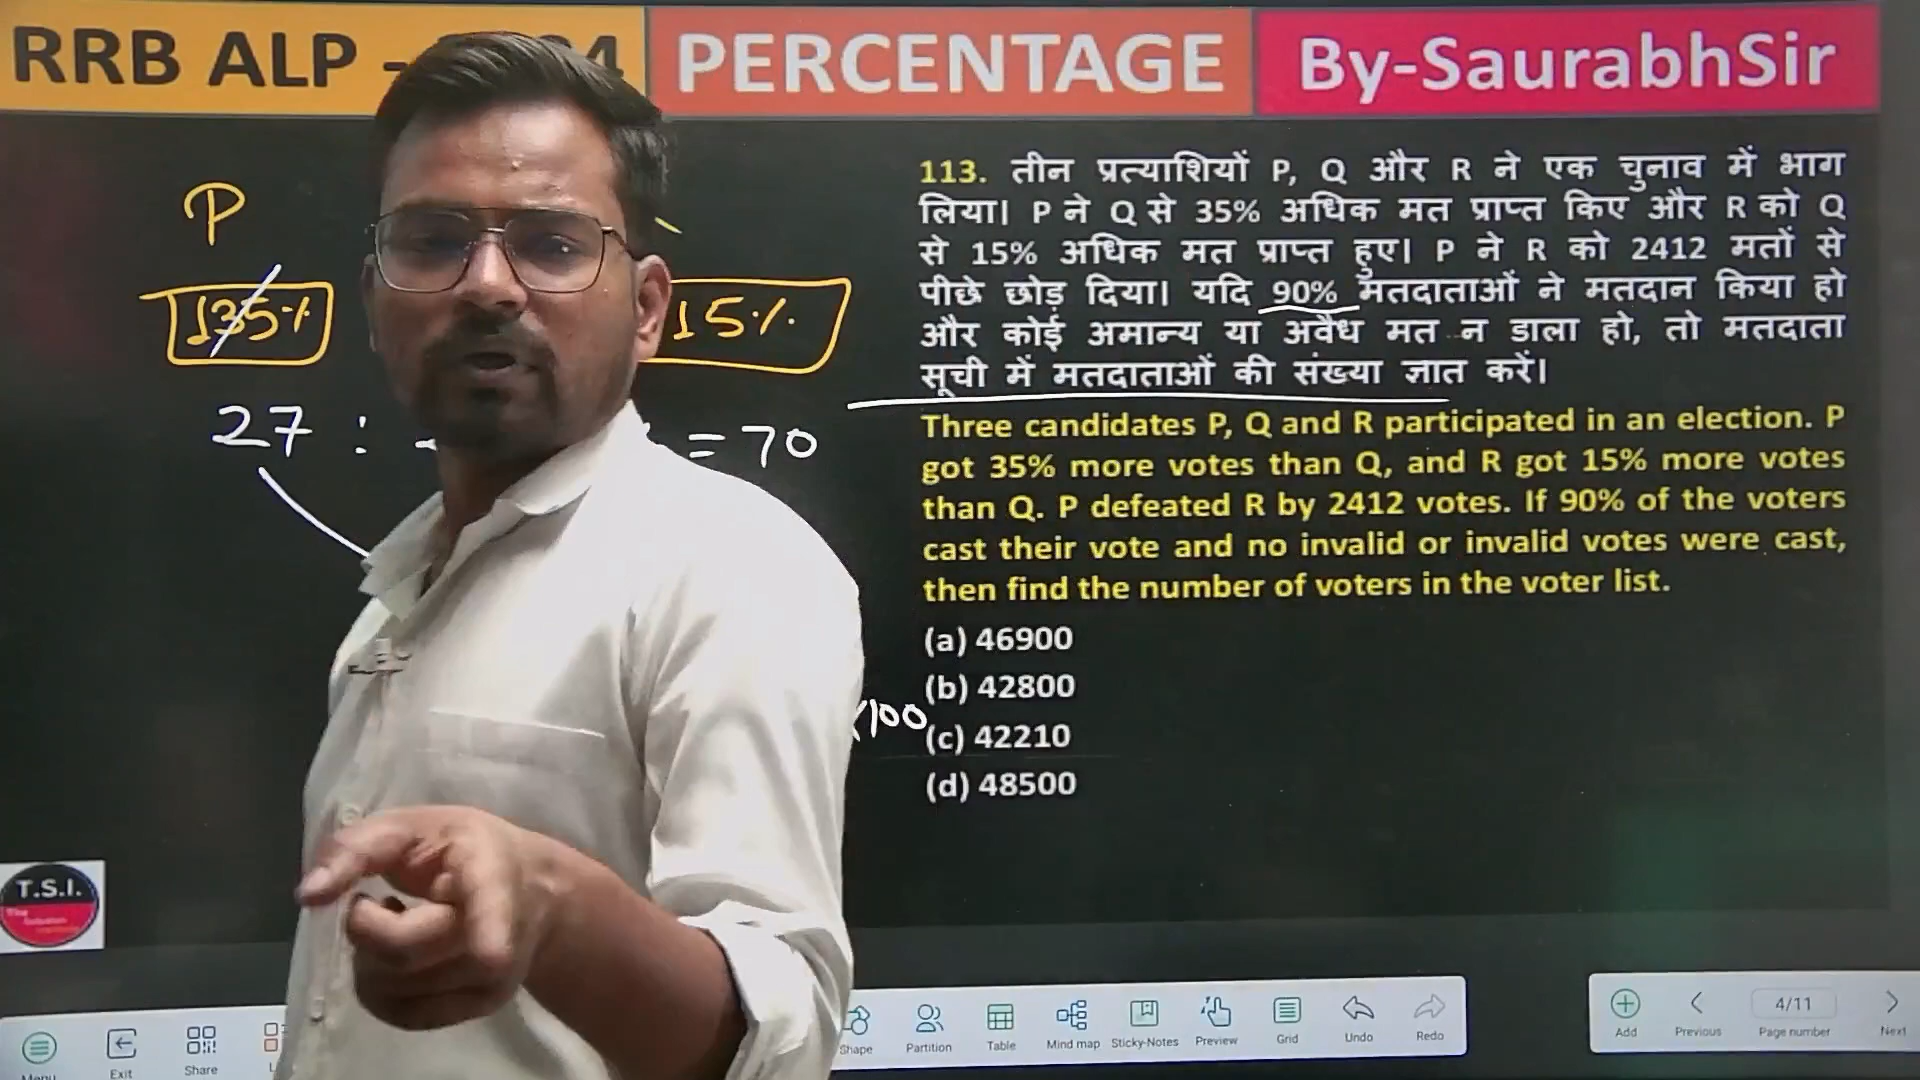 RRB ALP -
PERCENTAGE
By-SaurabhSir
P
135%
15%
27 :
= 70
×100
113. तीन प्रत्याशियों P, Q और R ने एक चुनाव में भाग
लिया। P ने Q से 35% अधिक मत प्राप्त किए और R को Q
से 15% अधिक मत प्राप्त हुए। P ने R को 2412 मतों से
पीछे छोड़ दिया। यदि 90% मतदाताओं ने मतदान किया हो
और कोई अमान्य या अवैध मत न डाला हो, तो मतदाता
सूची में मतदाताओं की संख्या ज्ञात करें।
Three candidates P, Q and R participated in an election. P
got 35% more votes than Q, and R got 15% more votes
than Q. P defeated R by 2412 votes. If 90% of the voters
cast their vote and no invalid or invalid votes were cast,
then find the number of voters in the voter list.
(a) 46900
(b) 42800
(c) 42210
(d) 48500
T.S.I.
Exit
Share
Shape
Partition
Table
Mind map
Sticky-Notes
Preview
Grid
Undo
Redo
Add
Previous
4/11
Page number
Next